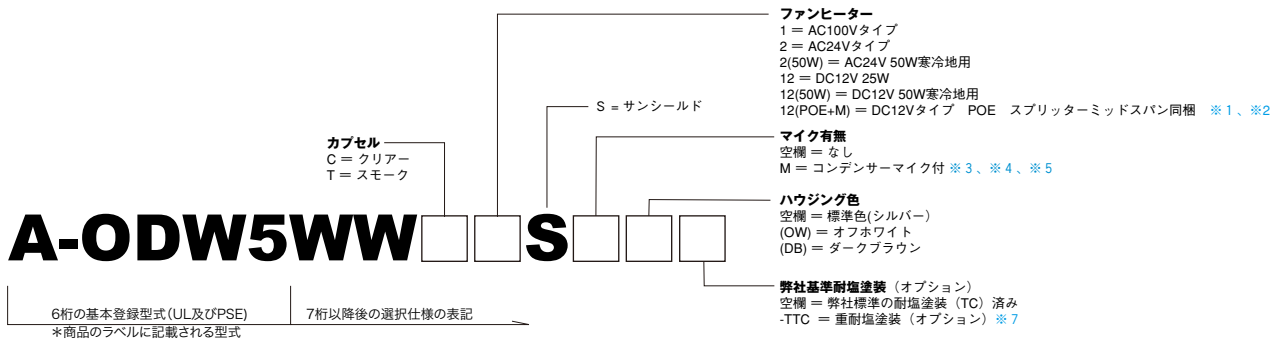 ファンヒーター
1 = AC100Vタイプ
2 = AC24Vタイプ
2(50W) = AC24V 50W寒冷地用
12 = DC12V 25W
12(50W) = DC12V 50W寒冷地用
12(POE+M) = DC12Vタイプ　POE　スプリッターミッドスパン同梱　※1、※2
S = サンシールド
マイク有無
空欄 = なし
M = コンデンサーマイク付 ※3、※4、※5
カプセル
C = クリアー
T = スモーク
ハウジング色
空欄 = 標準色(シルバー）
(OW) = オフホワイト
(DB) = ダークブラウン
A-ODW5WW□□S□□□
弊社基準耐塩塗装（オプション）
空欄 = 弊社標準の耐塩塗装（TC）済み
-TTC = 重耐塩塗装（オプション）※7
6桁の基本登録型式(UL及びPSE)
7桁以降後の選択仕様の表記
＊商品のラベルに記載される型式